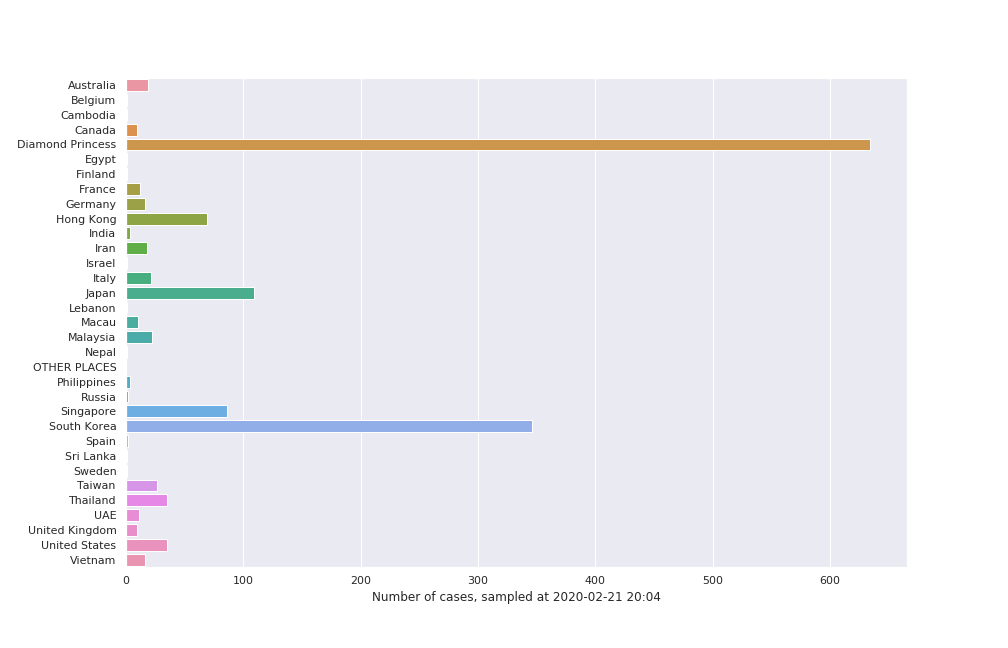 Australia
Belgium
Cambodia
Canada
Diamond Princess
Egypt
Finland
France
Germany
Hong Kong
India
Iran
Israel
Italy
Japan
Lebanon
Macau
Malaysia
Nepal
OTHER PLACES
Philippines
Russia
Singapore
South Korea
Spain
Sri Lanka
Sweden
Taiwan
Thailand
UAE
United Kingdom
United States
Vietnam
0 100 200 300 400 500 600
Number of cases, sampled at 2020-02-21 20:04